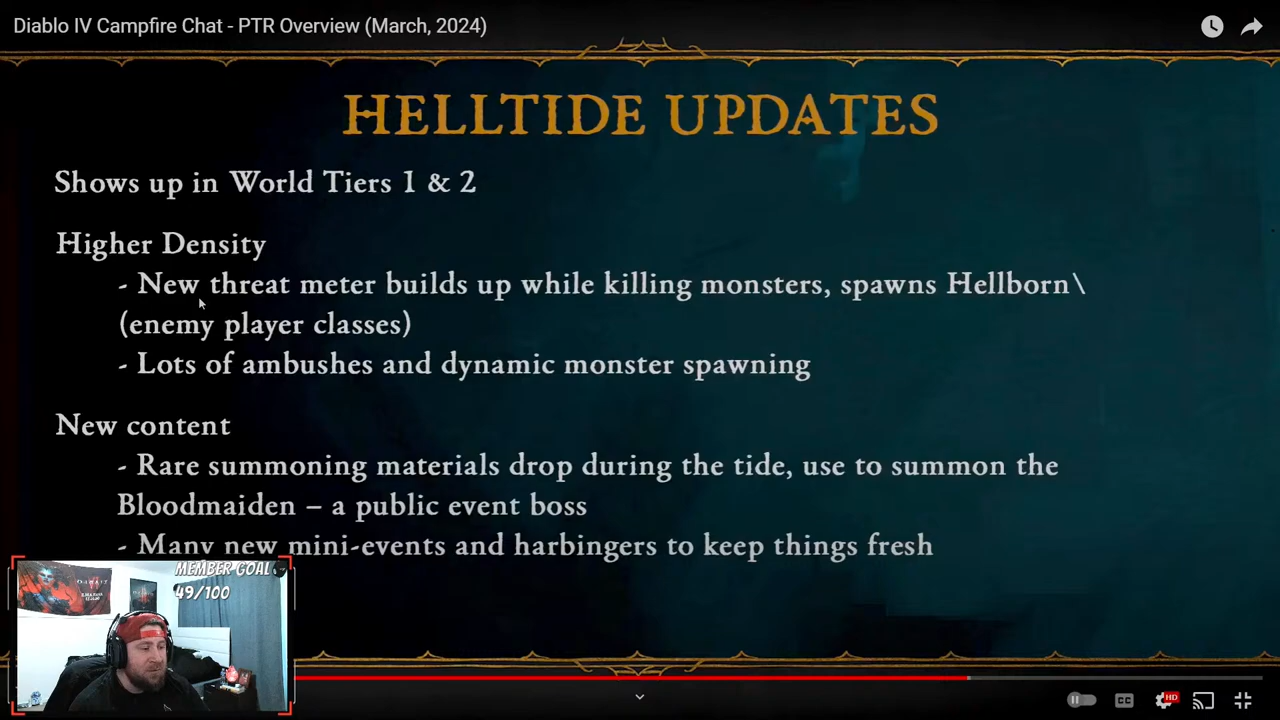 Diablo IV Campfire Chat - PTR Overview (March, 2024)
HELLTIDE UPDATES
Shows up in World Tiers 1 & 2
Higher Density
- New threat meter builds up while killing monsters, spawns Hellborn\
(enemy player classes)
- Lots of ambushes and dynamic monster spawning
New content
- Rare summoning materials drop during the tide, use to summon the
Bloodmaiden – a public event boss
- Many new mini-events and harbingers to keep things fresh
MEMBER GOAL
49/100
CC
HD